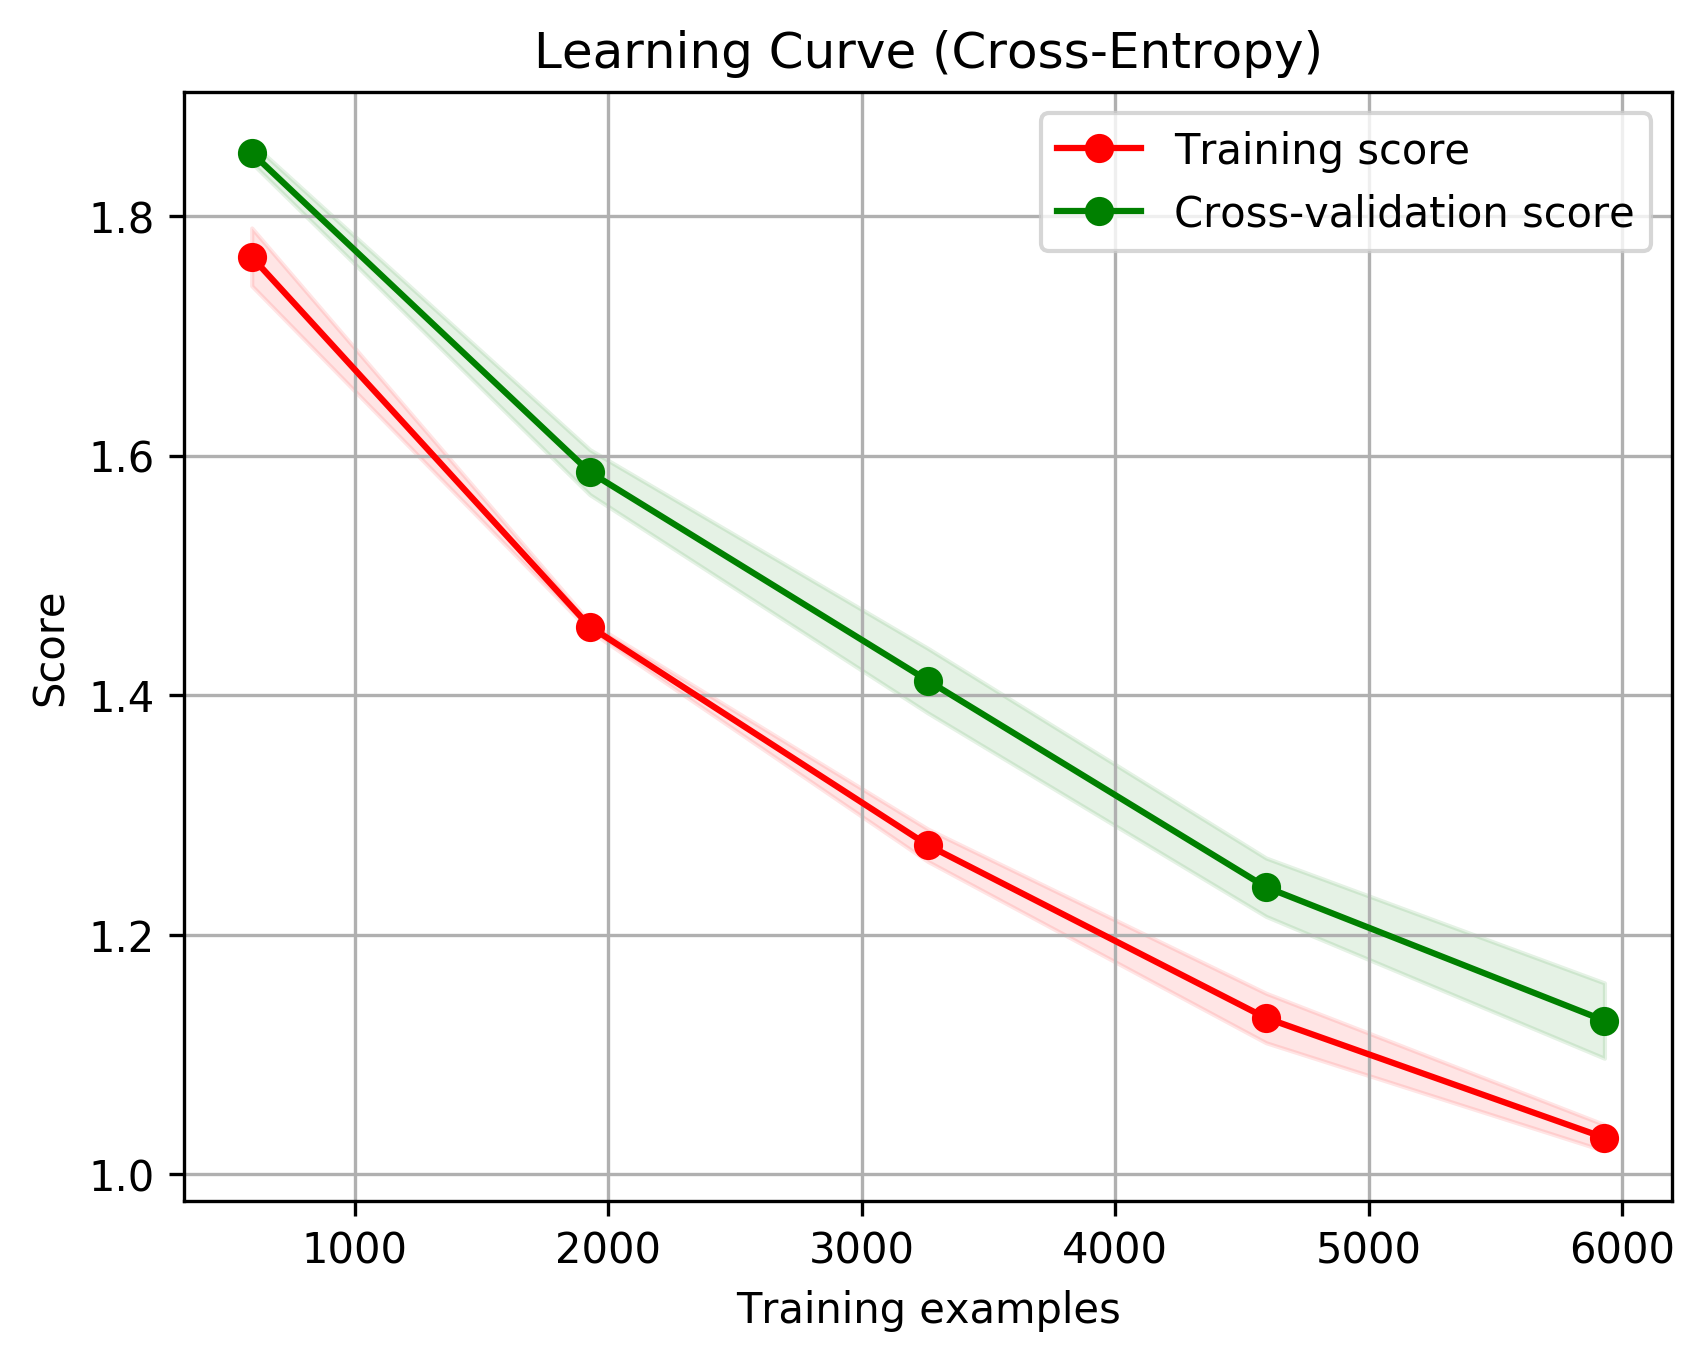 Learning Curve (Cross-Entropy)
Training score
Cross-validation score
Score
1.8
1.6
1.4
1.2
1.0
1000 2000 3000 4000 5000 6000
Training examples